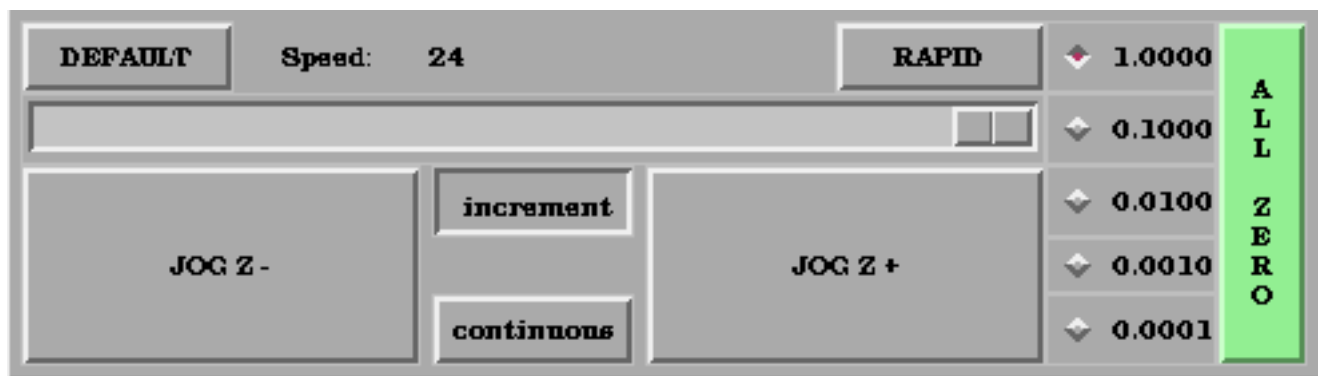 DEFAULT Speed: 24 RAPID
1.0000
0.1000
0.0100
0.0010
0.0001
JOG Z -
increment
continuous
JOG Z +
ALL ZERO